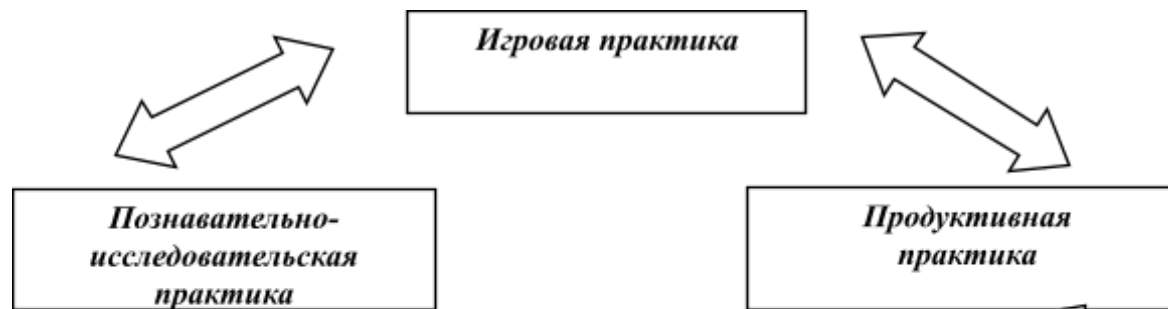 Игровая практика
Познавательно-
исследовательская
практика
Продуктивная
практика